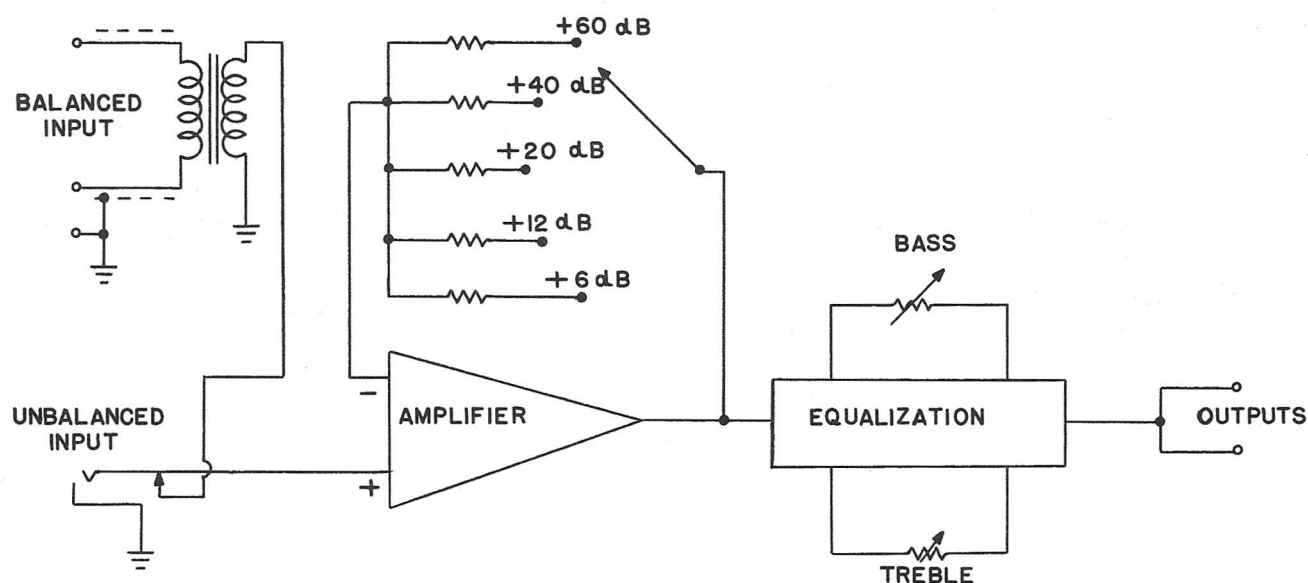 +60 dB
+40 dB
BALANCED
INPUT
+20 dB
+12 dB
BASS
+6 dB
UNBALANCED
INPUT
-
AMPLIFIER
EQUALIZATION
OUTPUTS
+
TREBLE